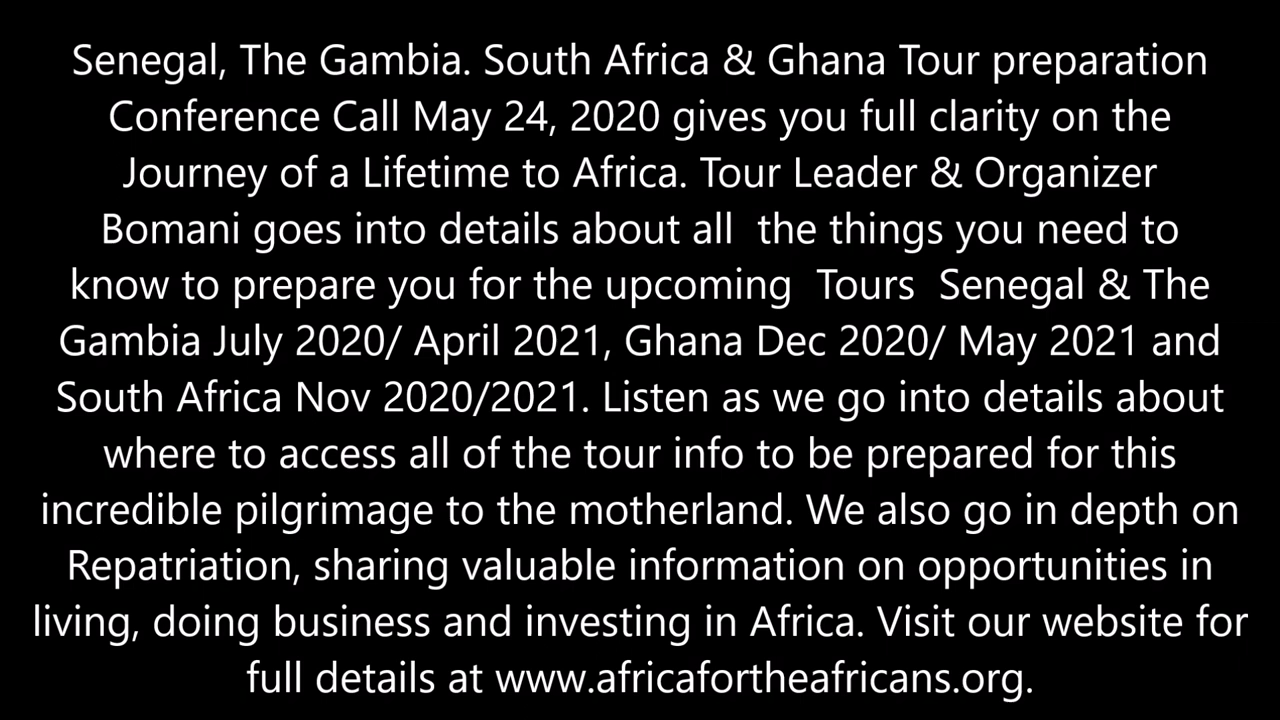 Senegal, The Gambia. South Africa & Ghana Tour preparation
Conference Call May 24, 2020 gives you full clarity on the
Journey of a Lifetime to Africa. Tour Leader & Organizer
Bomani goes into details about all  the things you need to
know to prepare you for the upcoming  Tours  Senegal & The
Gambia July 2020/ April 2021, Ghana Dec 2020/ May 2021 and
South Africa Nov 2020/2021. Listen as we go into details about
where to access all of the tour info to be prepared for this
incredible pilgrimage to the motherland. We also go in depth on
Repatriation, sharing valuable information on opportunities in
living, doing business and investing in Africa. Visit our website for
full details at www.africafortheafricans.org.